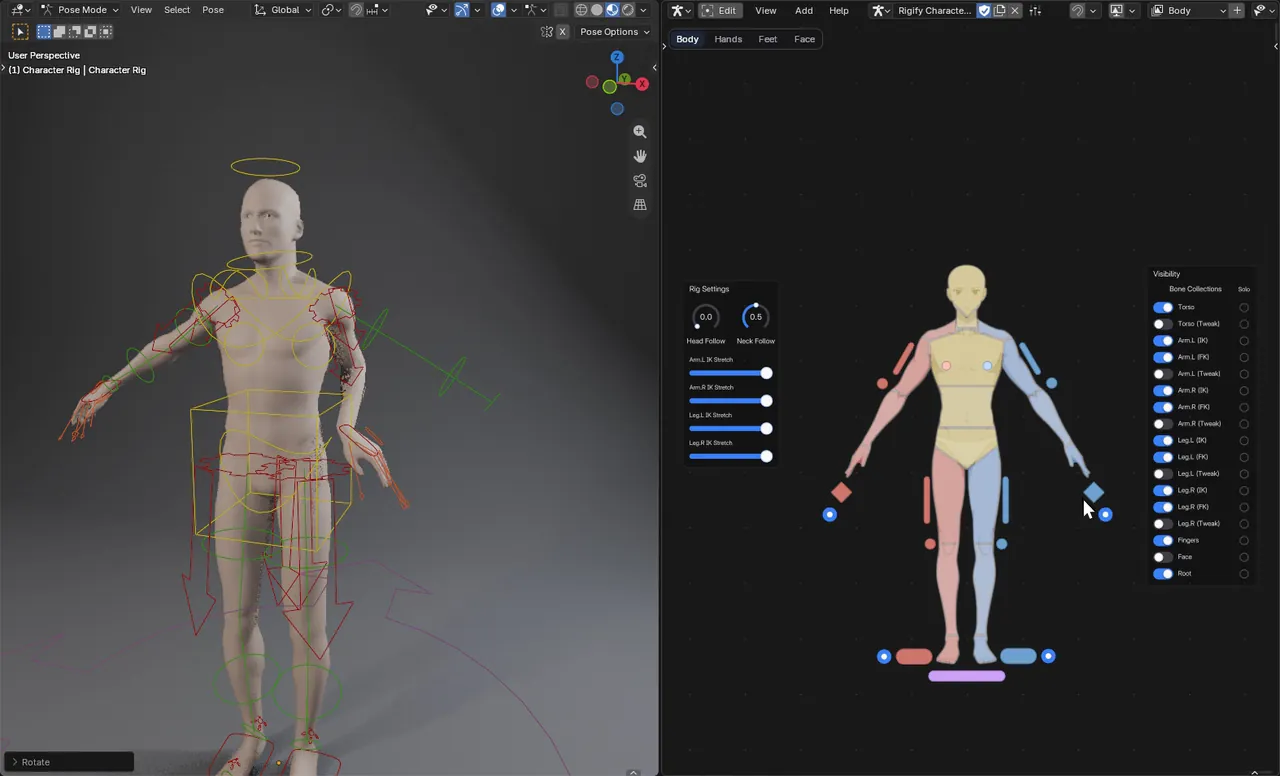 Pose Mode View Select Pose Global
Pose Options
X
User Perspective
(1) Character Rig | Character Rig
Z
Y
X
Rotate
Edit View Add Help Rigify Characte... Body
Body Hands Feet Face
Rig Settings
0.0 0.5
Head Follow Neck Follow
Arm.L IK Stretch
Arm.R IK Stretch
Leg.L IK Stretch
Leg.R IK Stretch
Visibility
Bone Collections Solo
Torso
Torso (Tweak)
Arm.L (IK)
Arm.L (FK)
Arm.L (Tweak)
Arm.R (IK)
Arm.R (FK)
Arm.R (Tweak)
Leg.L (IK)
Leg.L (FK)
Leg.L (Tweak)
Leg.R (IK)
Leg.R (FK)
Leg.R (Tweak)
Fingers
Face
Root